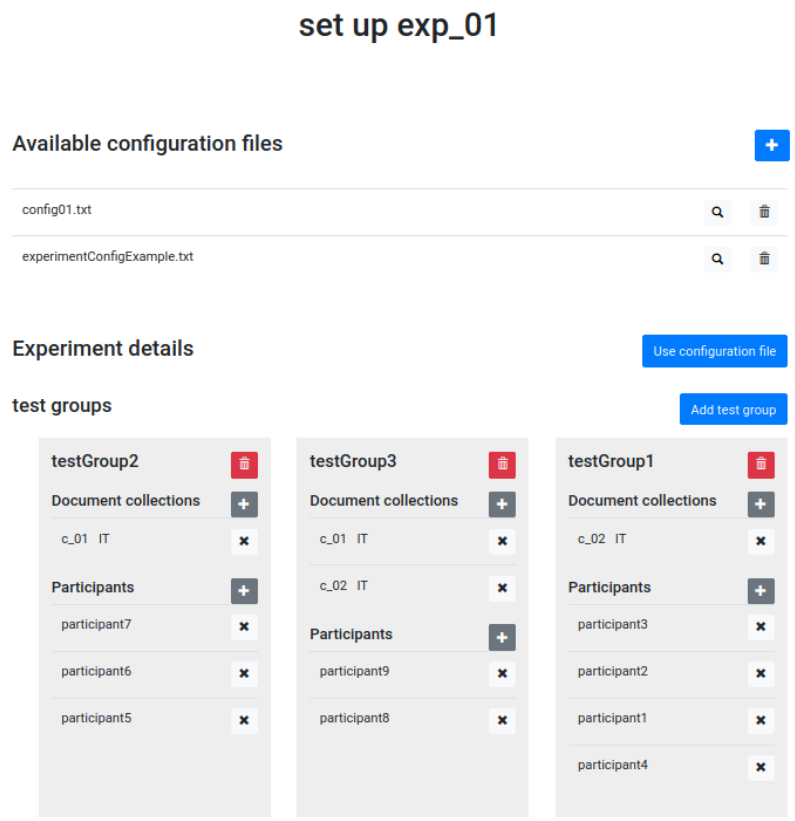 set up exp_01
Available configuration files
config01.txt
experimentConfigExample.txt
Experiment details
Use configuration file
test groups
Add test group
testGroup2
Document collections
c_01 IT
Participants
participant7
participant6
participant5
testGroup3
Document collections
c_01 IT
c_02 IT
Participants
participant9
participant8
testGroup1
Document collections
c_02 IT
Participants
participant3
participant2
participant1
participant4